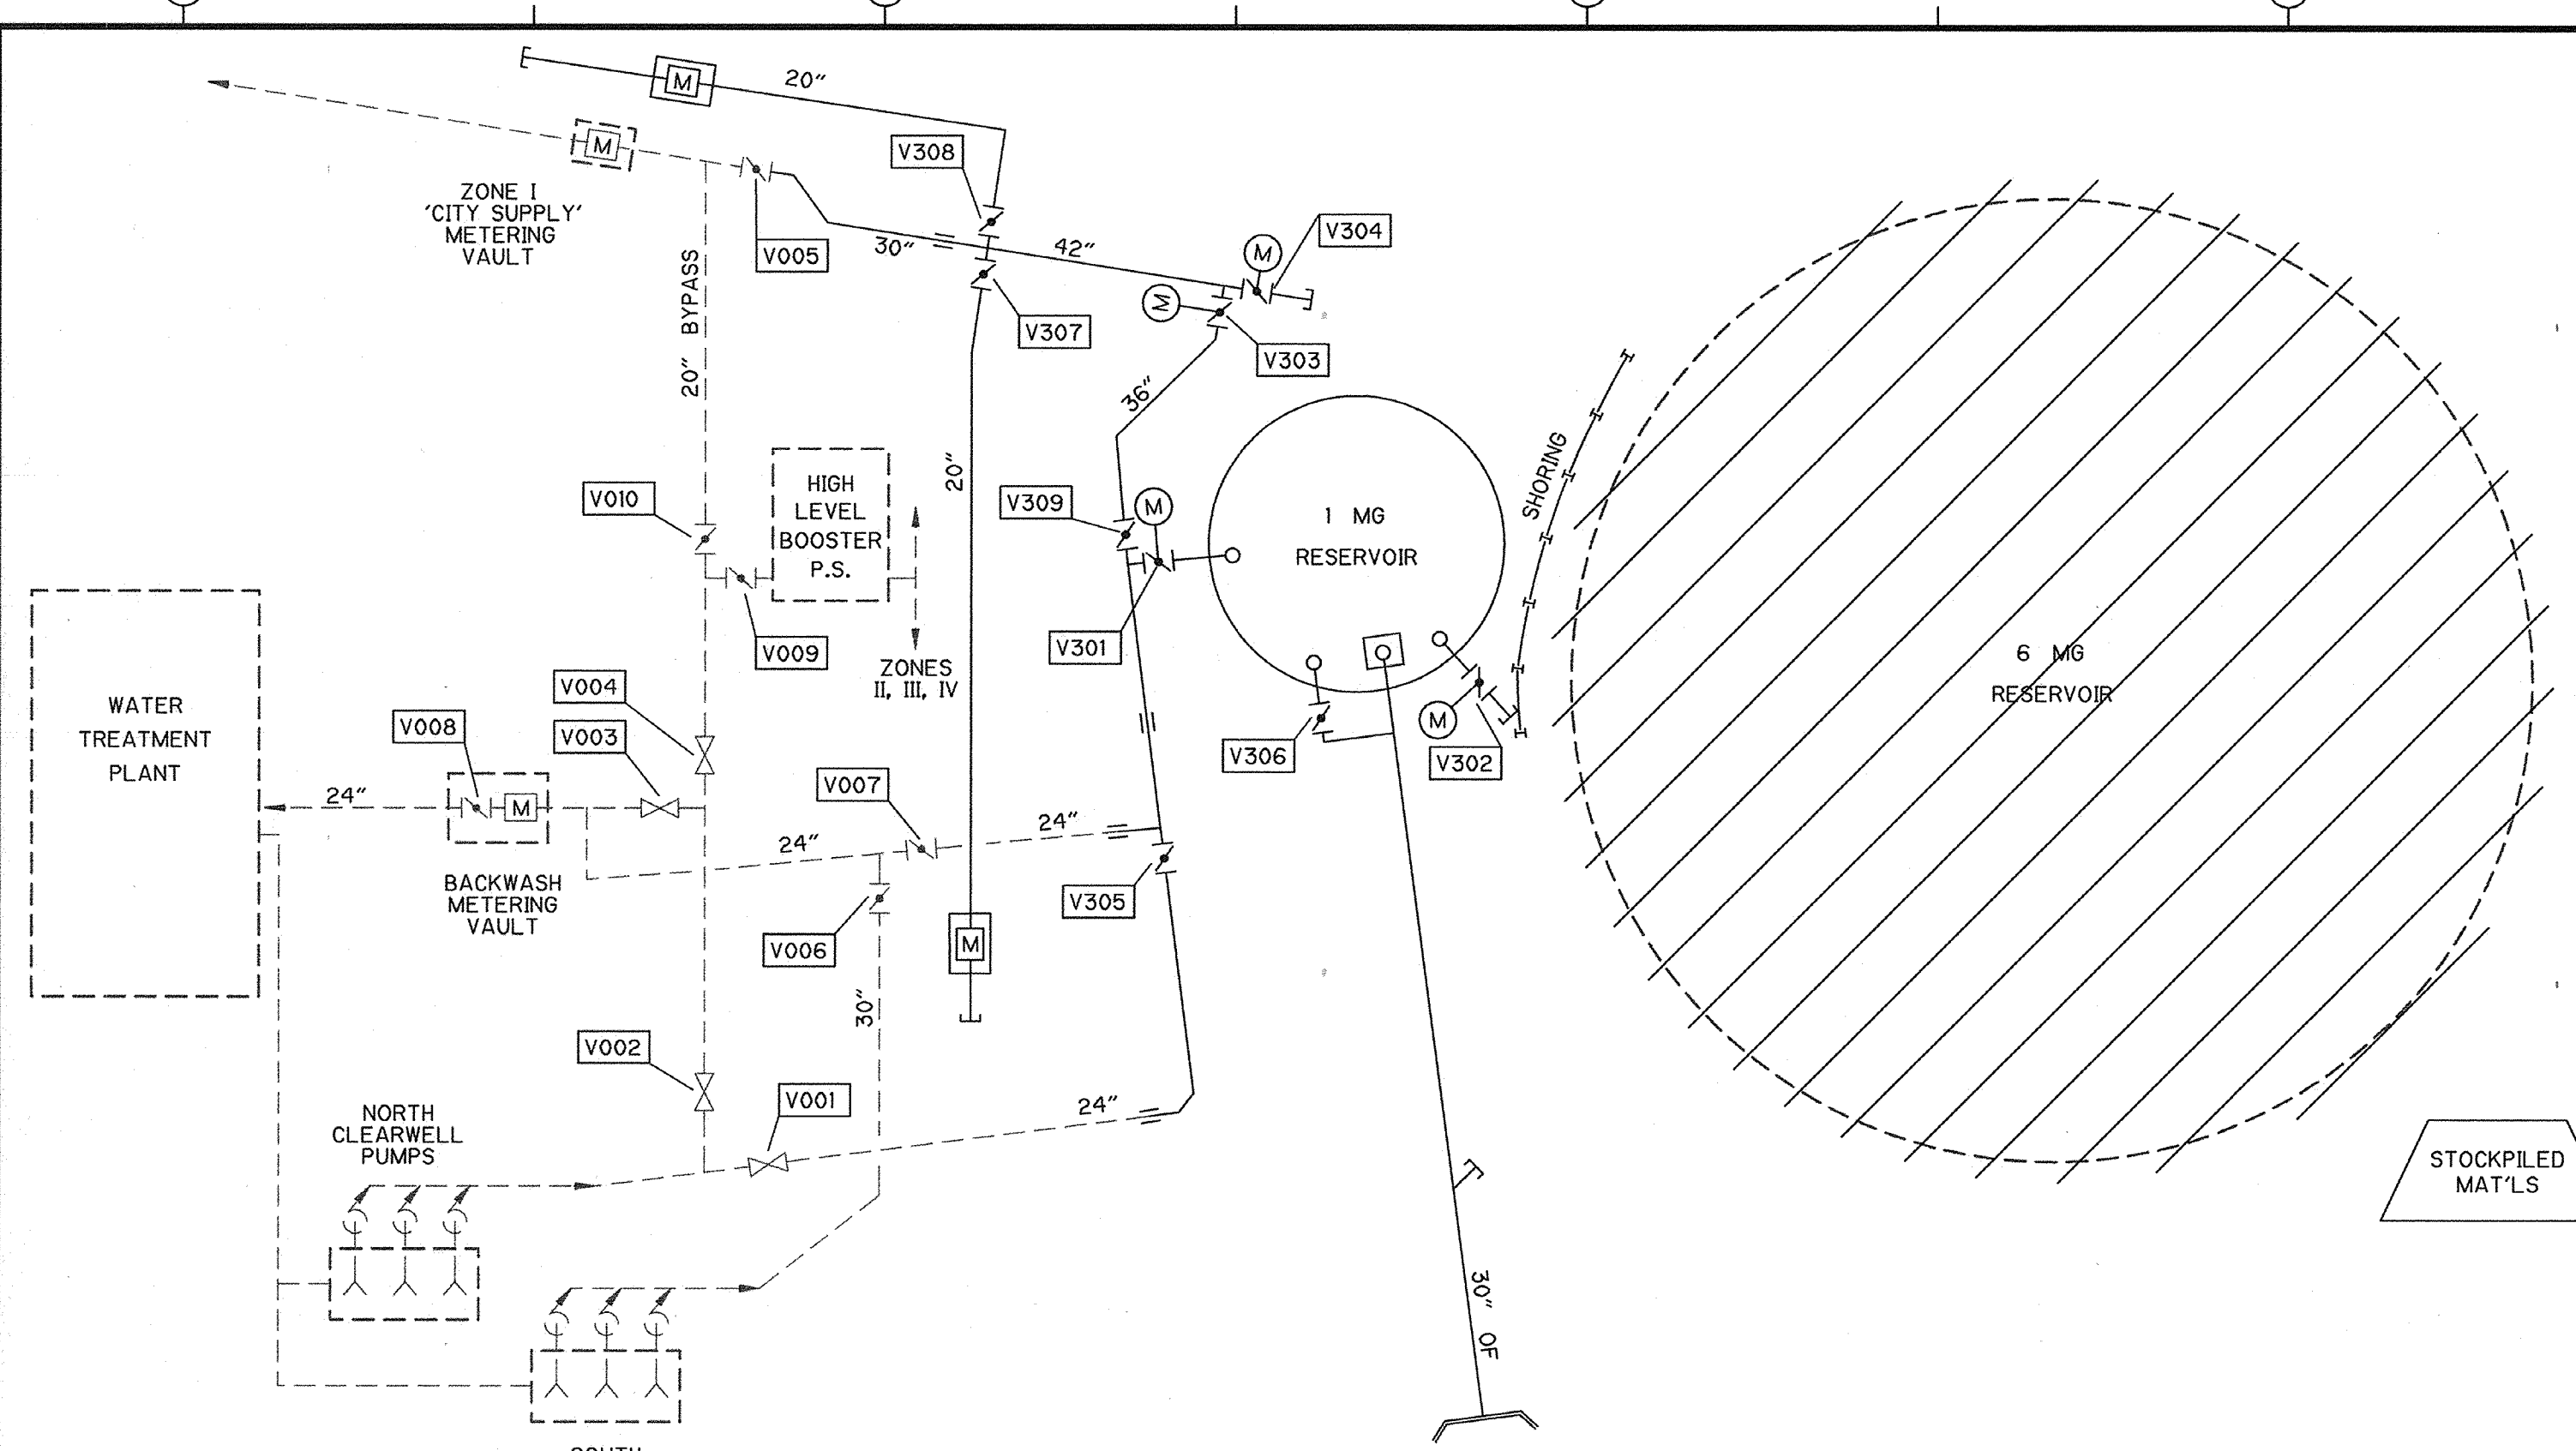 M
20"
M
V308
ZONE I
'CITY SUPPLY'
METERING
VAULT
V005
30"
42"
M
V304
M
V307
V303
20" BYPASS
36"
20"
V010
HIGH
LEVEL
BOOSTER
P.S.
V309
M
1 MG
RESERVOIR
SHORING
V009
V301
ZONES
II, III, IV
6 MG
RESERVOIR
WATER
TREATMENT
PLANT
V004
V003
V008
M
24"
V007
24"
24"
V306
M
V302
BACKWASH
METERING
VAULT
V305
V006
M
30"
V002
V001
24"
NORTH
CLEARWELL
PUMPS
STOCKPILED
MAT'LS
30" OF